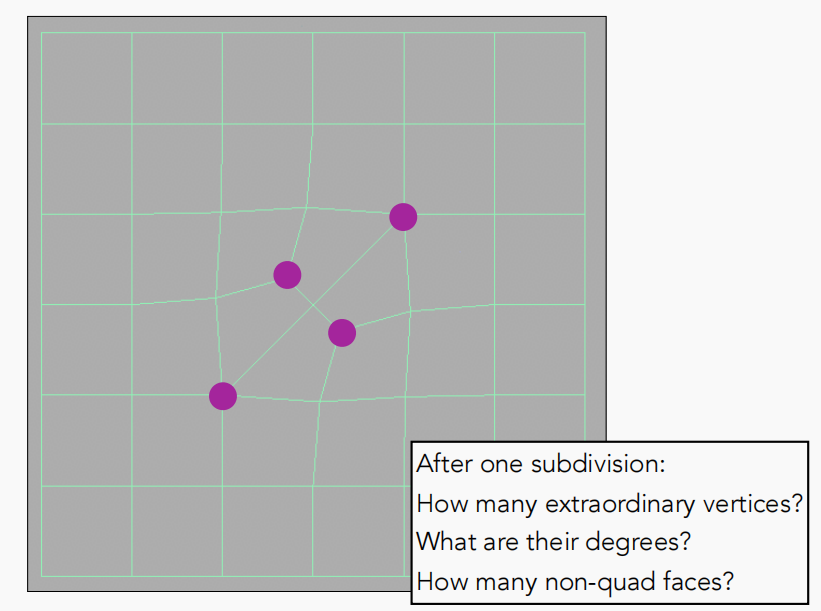 After one subdivision:
How many extraordinary vertices?
What are their degrees?
How many non-quad faces?